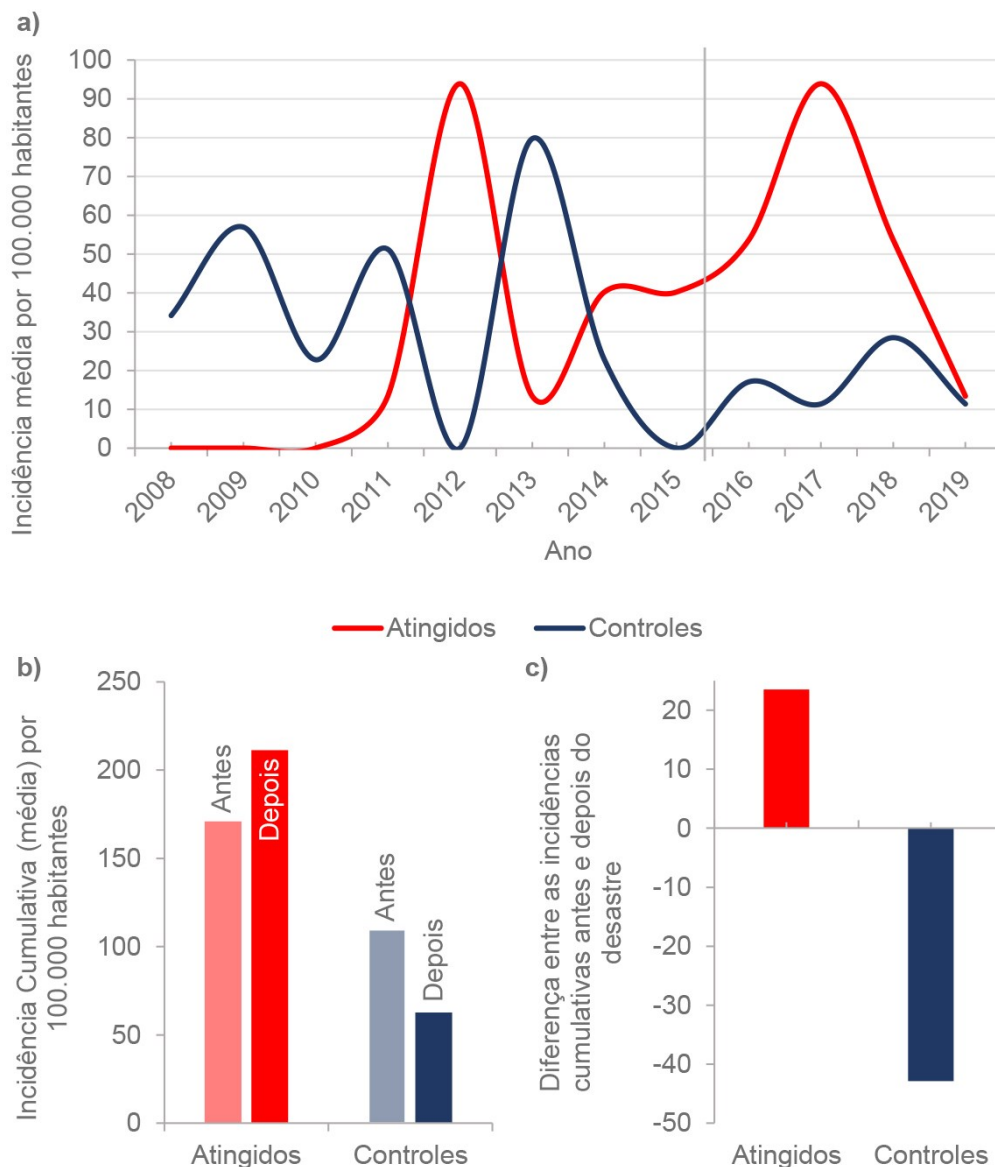 a)
Incidência média por 100.000 habitantes
100
90
80
70
60
50
40
30
20
10
0
2008
2009
2010
2011
2012
2013
2014
2015
2016
2017
2018
2019
Ano
Atingidos
Controles
b)
Incidência Cumulativa (média) por
100.000 habitantes
250
200
150
100
50
0
Antes
Depois
Antes
Depois
Atingidos
Controles
c)
Diferença entre as incidências
cumulativas antes e depois do
desastre
20
10
0
-10
-20
-30
-40
-50
Atingidos
Controles